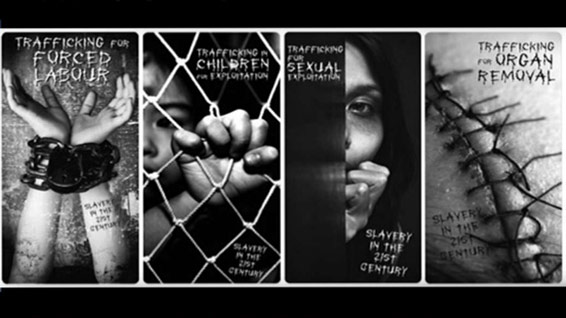 TRAFFICKING FOR
FORCED
LABOUR
SLAVERY
IN THE
21ST
CENTURY
TRAFFICKING IN
CHILDREN
FOR EXPLOITATION
SLAVERY
IN THE
21ST
CENTURY
TRAFFICKING
FOR
SEXUAL
EXPLOITATION
SLAVERY
IN THE
21ST
CENTURY
TRAFFICKING
FOR ORGAN
REMOVAL
SLAVERY
IN THE
21ST
CENTURY